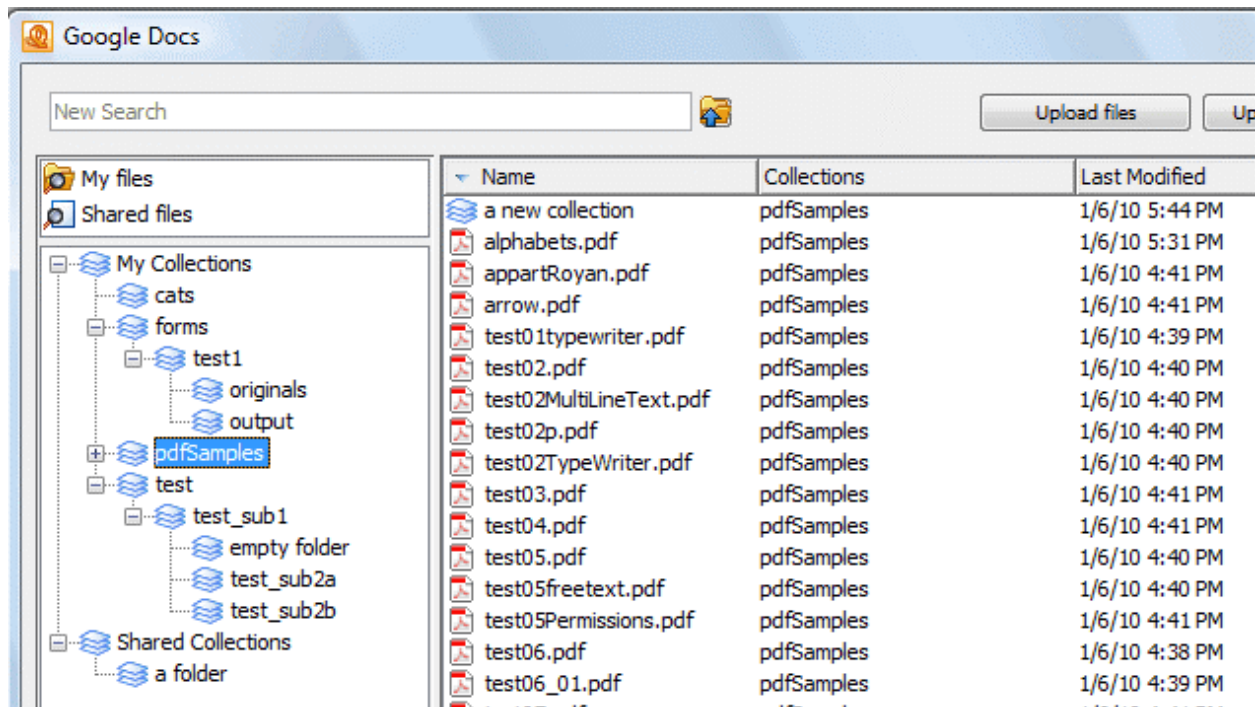 Google Docs
New Search
Upload files
Up
My files
Shared files
My Collections
cats
forms
test1
originals
output
pdfSamples
test
test_sub1
empty folder
test_sub2a
test_sub2b
Shared Collections
a folder
Name Collections Last Modified
a new collection pdfSamples 1/6/10 5:44 PM
alphabets.pdf pdfSamples 1/6/10 5:31 PM
appartRoyan.pdf pdfSamples 1/6/10 4:41 PM
arrow.pdf pdfSamples 1/6/10 4:41 PM
test01typewriter.pdf pdfSamples 1/6/10 4:39 PM
test02.pdf pdfSamples 1/6/10 4:40 PM
test02MultiLineText.pdf pdfSamples 1/6/10 4:40 PM
test02p.pdf pdfSamples 1/6/10 4:40 PM
test02TypeWriter.pdf pdfSamples 1/6/10 4:40 PM
test03.pdf pdfSamples 1/6/10 4:41 PM
test04.pdf pdfSamples 1/6/10 4:41 PM
test05.pdf pdfSamples 1/6/10 4:40 PM
test05freetext.pdf pdfSamples 1/6/10 4:40 PM
test05Permissions.pdf pdfSamples 1/6/10 4:41 PM
test06.pdf pdfSamples 1/6/10 4:38 PM
test06_01.pdf pdfSamples 1/6/10 4:39 PM